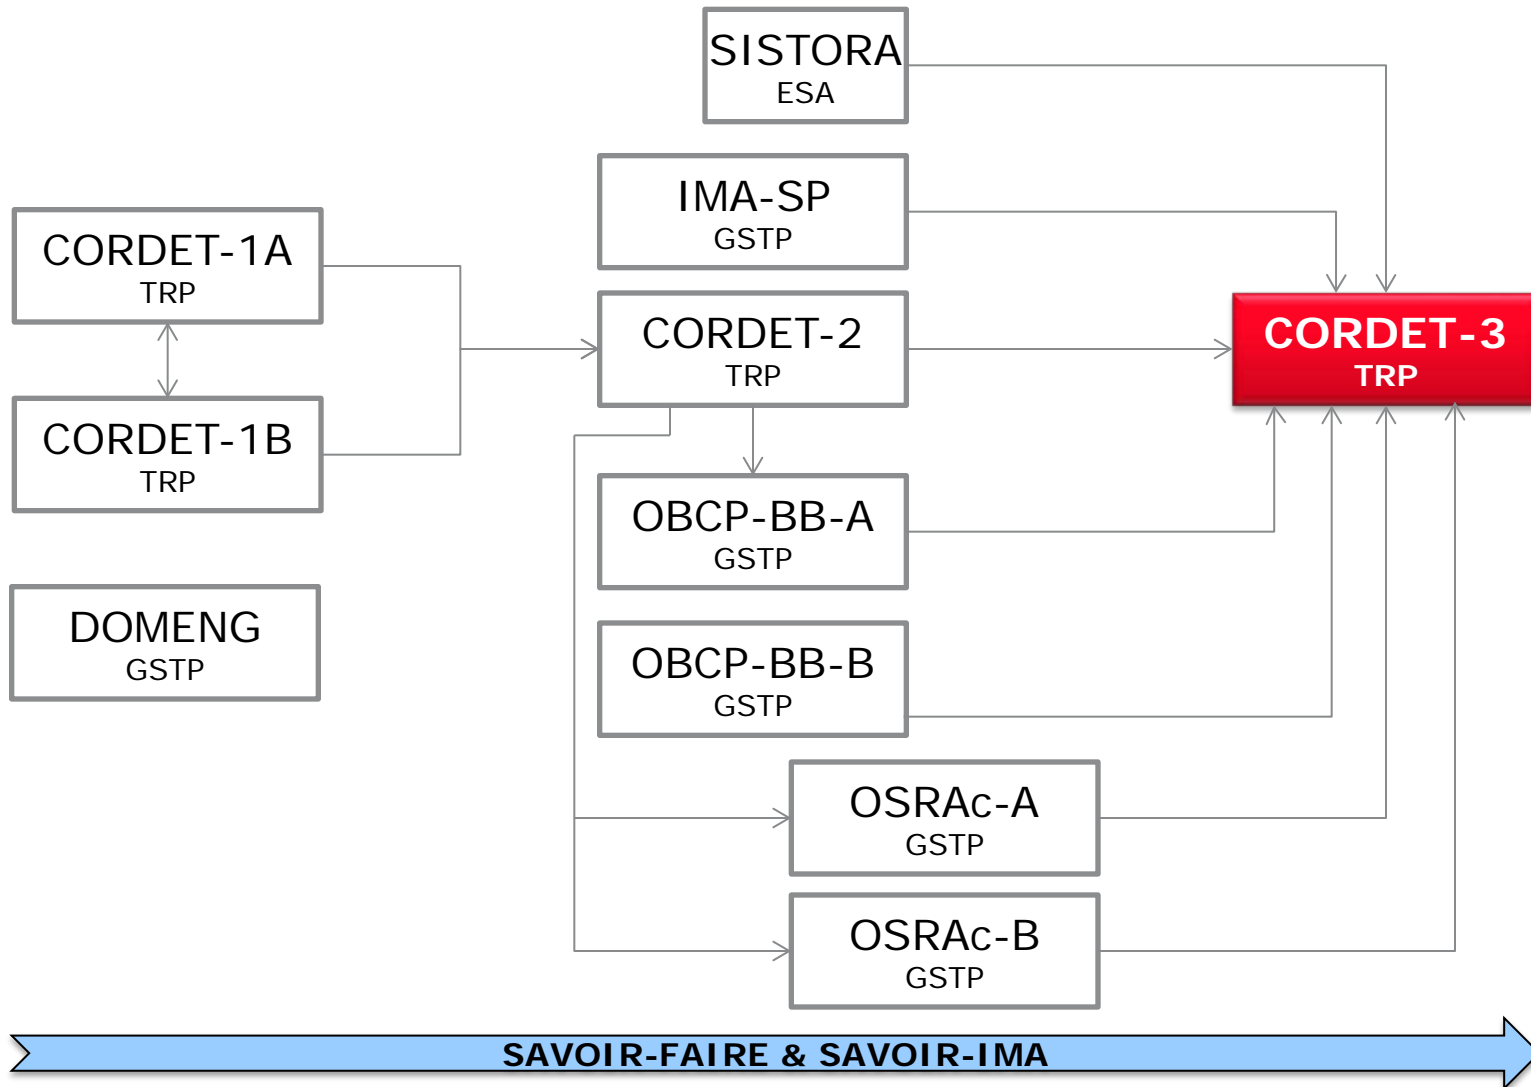 SISTORA
ESA
IMA-SP
GSTP
CORDET-1A
TRP
CORDET-2
TRP
CORDET-3
TRP
CORDET-1B
TRP
OBCP-BB-A
GSTP
DOMENG
GSTP
OBCP-BB-B
GSTP
OSRAc-A
GSTP
OSRAc-B
GSTP
SAVOIR-FAIRE & SAVOIR-IMA